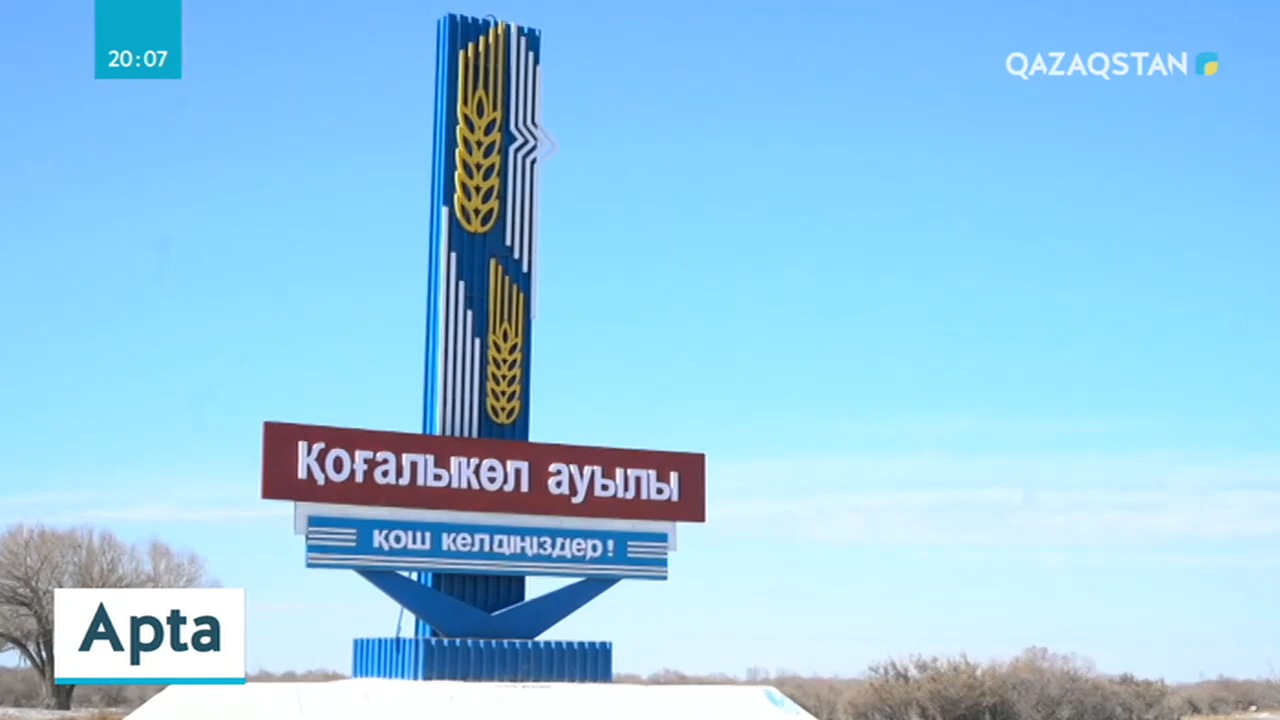 20:07
QAZAQSTAN
Қоғалыкөл ауылы
қош келдіңіздер!
Apta